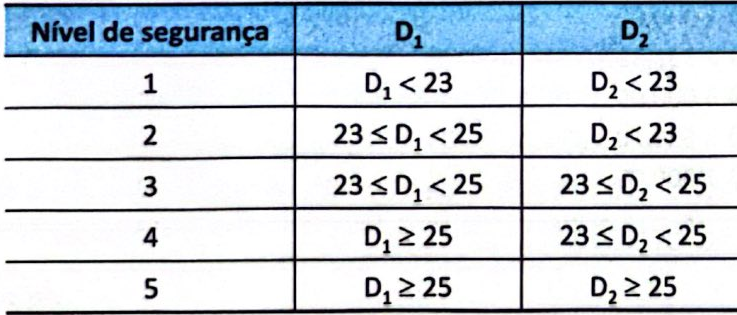 Nível de segurança D₁ D₂
1 D₁ < 23 D₂ < 23
2 23 ≤ D₁ < 25 D₂ < 23
3 23 ≤ D₁ < 25 23 ≤ D₂ < 25
4 D₁ ≥ 25 23 ≤ D₂ < 25
5 D₁ ≥ 25 D₂ ≥ 25